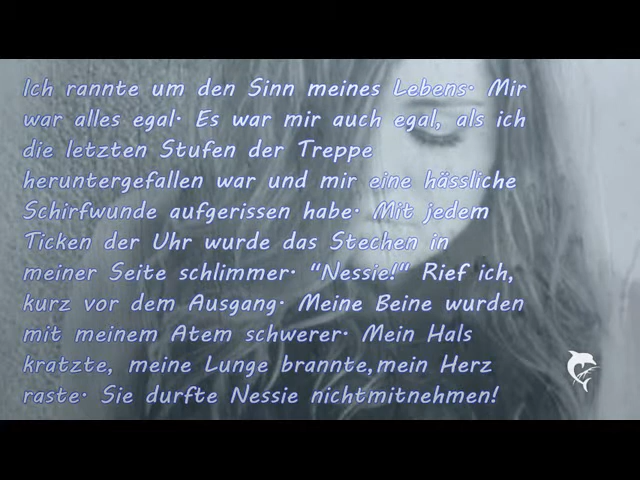 Ich rannte um den Sinn meines Lebens. Mir
war alles egal. Es war mir auch egal, als ich
die letzten Stufen der Treppe
heruntergefallen war und mir eine hässliche
Schirfwunde aufgerissen habe. Mit jedem
Ticken der Uhr wurde das Stechen in
meiner Seite schlimmer. "Nessie!" Rief ich,
kurz vor dem Ausgang. Meine Beine wurden
mit meinem Atem schwerer. Mein Hals
kratzte, meine Lunge brannte,mein Herz
raste. Sie durfte Nessie nichtmitnehmen!